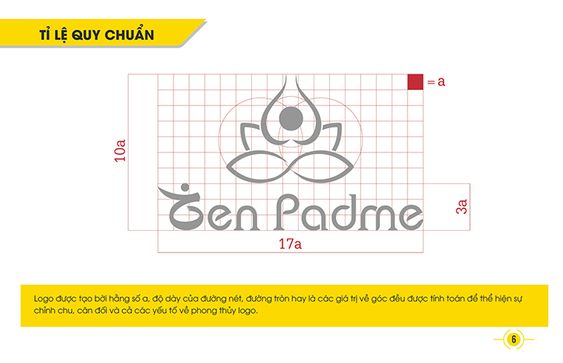 TỈ LỆ QUY CHUẨN
= a
10a
Zen Padme
3a
17a
Logo được tạo bởi hằng số a, độ dày của đường nét, đường tròn hay là các giá trị về góc đều được tính toán để thể hiện sự
chỉnh chu, cân đối và cả các yếu tố về phong thủy logo.
6